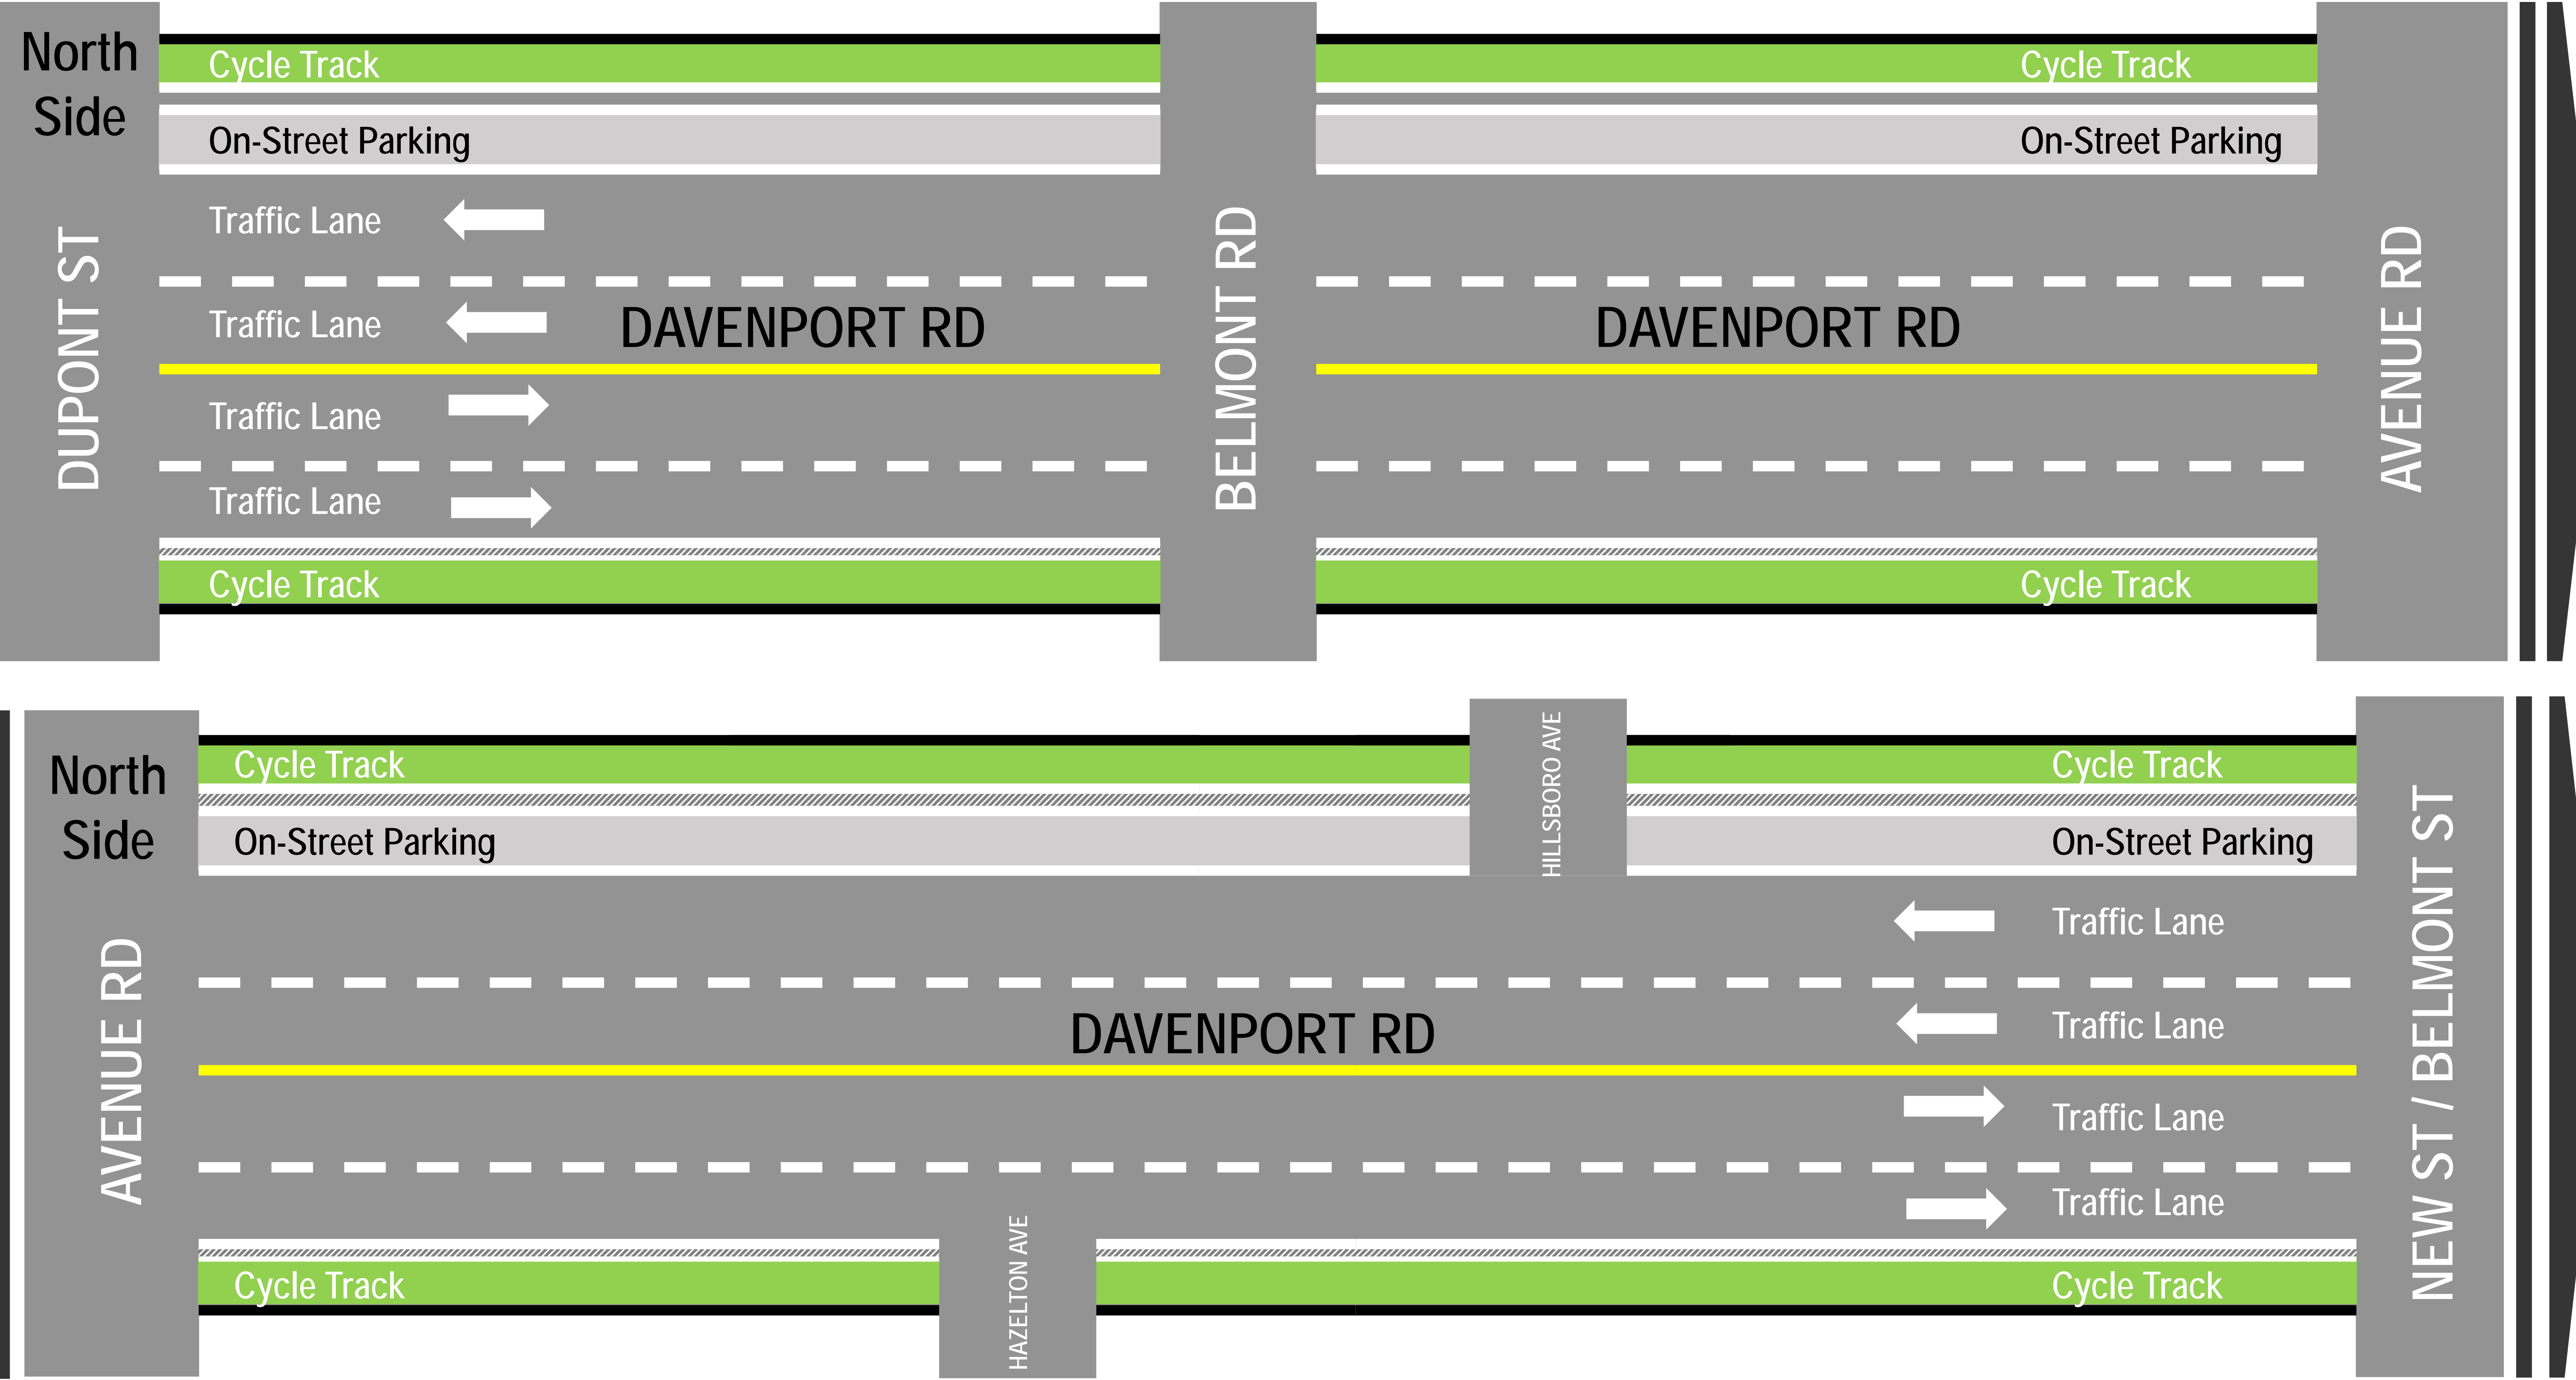 North
Side
Cycle Track
Cycle Track
On-Street Parking
On-Street Parking
Traffic Lane
Traffic Lane
DAVENPORT RD
DAVENPORT RD
Traffic Lane
Traffic Lane
Cycle Track
Cycle Track
DUPONT ST
BELMONT RD
AVENUE RD
North
Side
Cycle Track
Cycle Track
On-Street Parking
On-Street Parking
HILLSBORO AVE
Traffic Lane
Traffic Lane
DAVENPORT RD
Traffic Lane
Traffic Lane
Cycle Track
Cycle Track
AVENUE RD
HAZELTON AVE
NEW ST / BELMONT ST